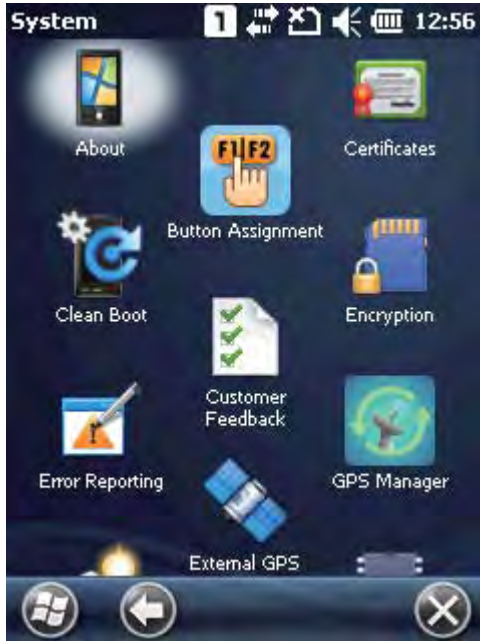 System 1 12:56
About
Certificates
F1 F2
Button Assignment
Clean Boot
Encryption
Customer
Feedback
Error Reporting
GPS Manager
External GPS